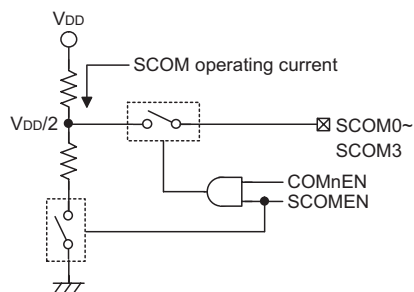 VDD
SCOM operating current
VDD/2
SCOM0~
SCOM3
COMnEN
SCOMEN